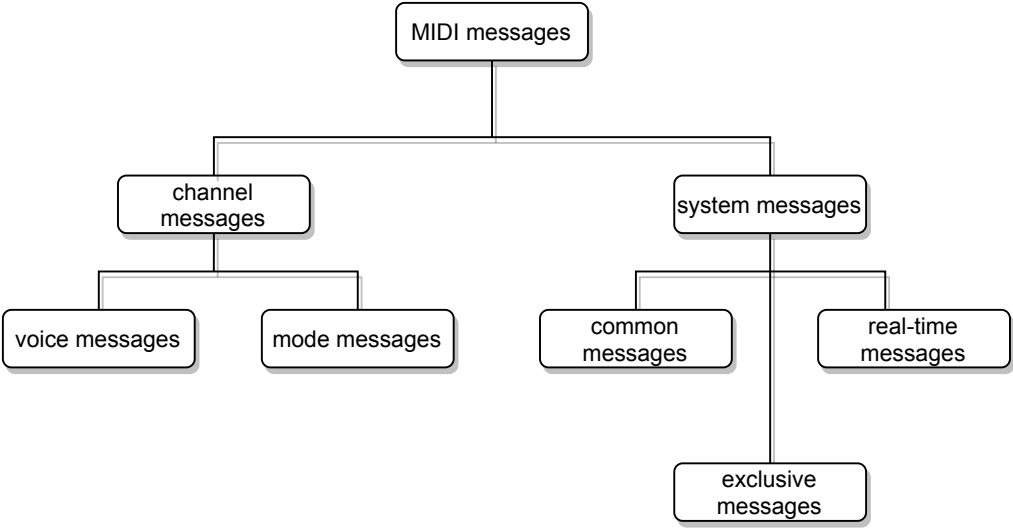 MIDI messages
channel
messages
system messages
voice messages
mode messages
common
messages
real-time
messages
exclusive
messages